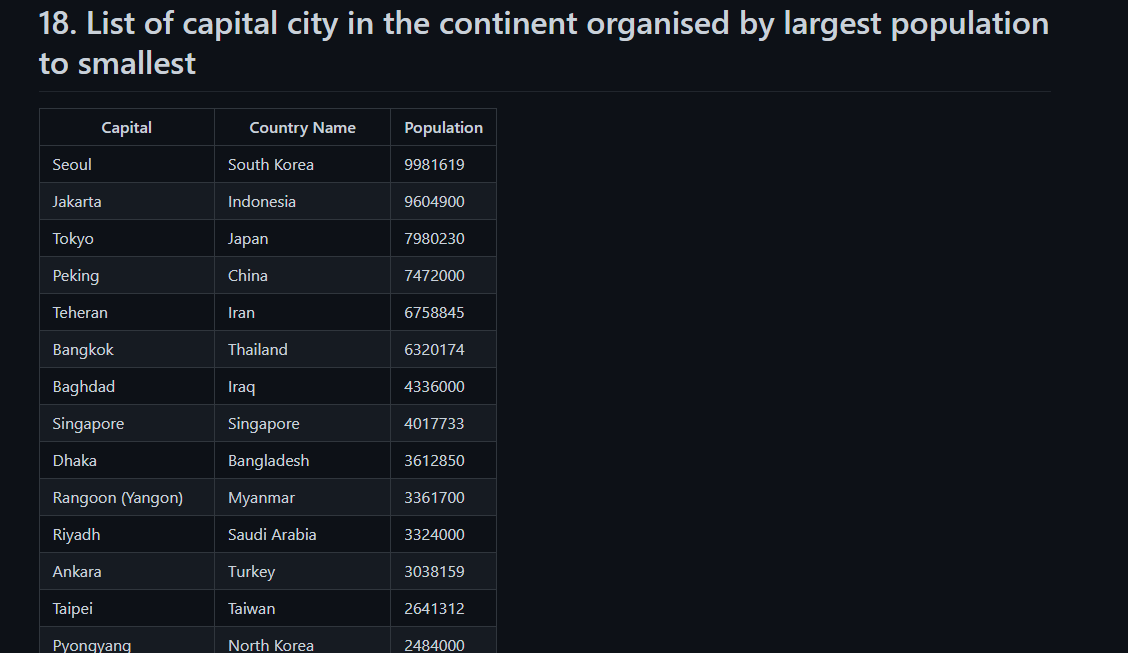 18. List of capital city in the continent organised by largest population
to smallest
Capital Country Name Population
Seoul South Korea 9981619
Jakarta Indonesia 9604900
Tokyo Japan 7980230
Peking China 7472000
Teheran Iran 6758845
Bangkok Thailand 6320174
Baghdad Iraq 4336000
Singapore Singapore 4017733
Dhaka Bangladesh 3612850
Rangoon (Yangon) Myanmar 3361700
Riyadh Saudi Arabia 3324000
Ankara Turkey 3038159
Taipei Taiwan 2641312
Pyongyang North Korea 2484000